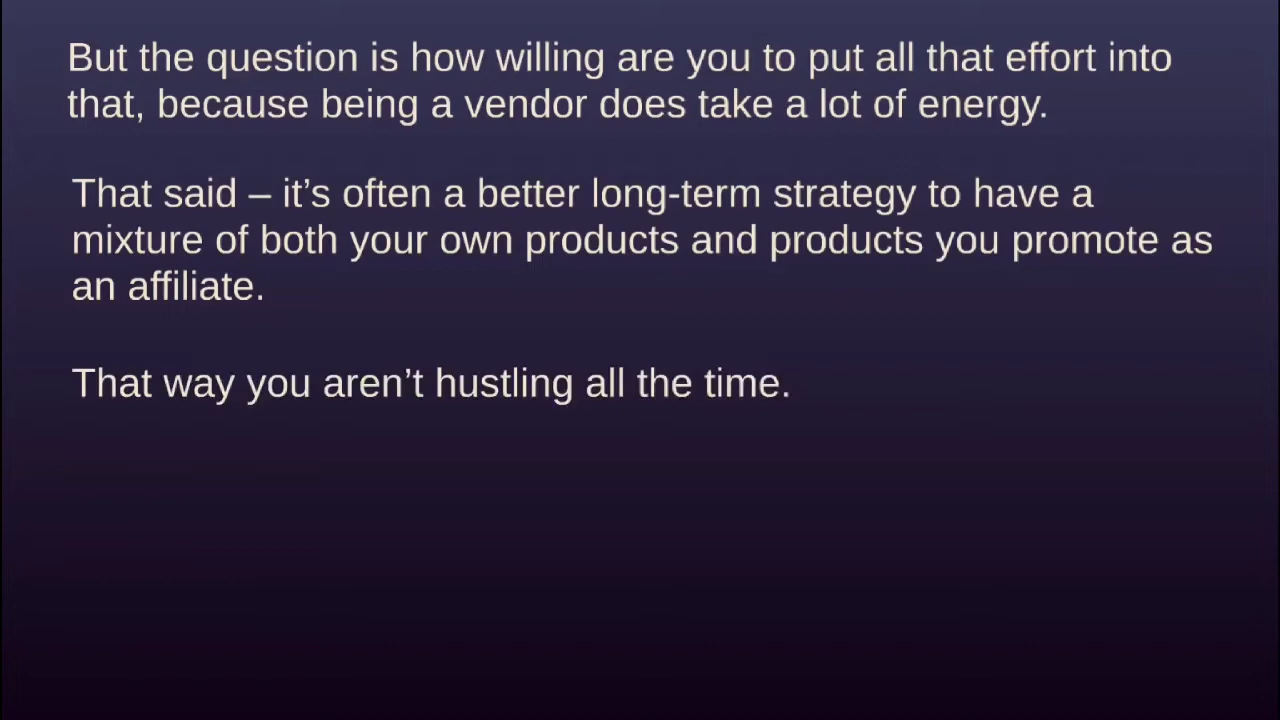 But the question is how willing are you to put all that effort into
that, because being a vendor does take a lot of energy.
That said – it’s often a better long-term strategy to have a
mixture of both your own products and products you promote as
an affiliate.
That way you aren’t hustling all the time.